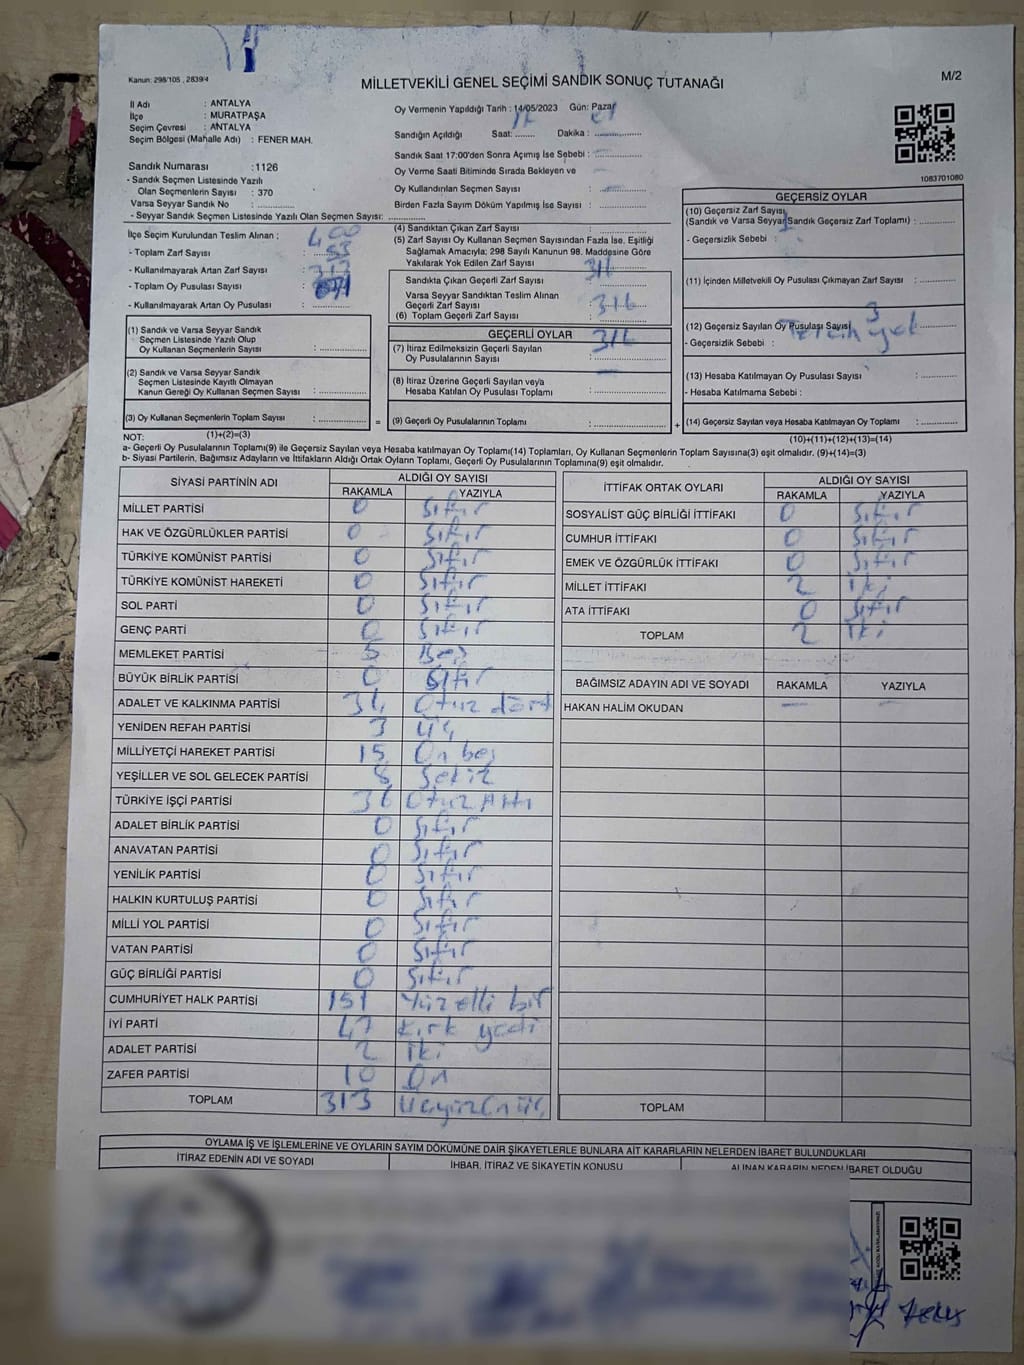 Kanun: 298/105 , 2839/4
MİLLETVEKİLİ GENEL SEÇİMİ SANDIK SONUÇ TUTANAĞI
M/2
İl Adı : ANTALYA
İlçe : MURATPAŞA
Seçim Çevresi : ANTALYA
Seçim Bölgesi (Mahalle Adı) : FENER MAH.
Sandık Numarası :1126
- Sandık Seçmen Listesinde Yazılı
Olan Seçmenlerin Sayısı : 370
Varsa Seyyar Sandık No : ..............
- Seyyar Sandık Seçmen Listesinde Yazılı Olan Seçmen Sayısı: ..............
Oy Vermenin Yapıldığı Tarih : 14/05/2023 Gün: Pazar
Sandığın Açıldığı Saat: ....... Dakika : ..............
Sandık Saat 17:00'den Sonra Açımış İse Sebebi : ..............
Oy Verme Saati Bitiminde Sırada Bekleyen ve
Oy Kullandırılan Seçmen Sayısı : ..............
Birden Fazla Sayım Döküm Yapılmış İse Sayısı : ..............
1083701080
İlçe Seçim Kurulundan Teslim Alınan ;
- Toplam Zarf Sayısı : 400
- Kullanılmayarak Artan Zarf Sayısı :
- Toplam Oy Pusulası Sayısı :
- Kullanılmayarak Artan Oy Pusulası :
(4) Sandıktan Çıkan Zarf Sayısı
(5) Zarf Sayısı Oy Kullanan Seçmen Sayısından Fazla İse, Eşitliği
Sağlamak Amacıyla; 298 Sayılı Kanunun 98. Maddesine Göre
Yakılarak Yok Edilen Zarf Sayısı
Sandıkta Çıkan Geçerli Zarf Sayısı 316
Varsa Seyyar Sandıktan Teslim Alınan
Geçerli Zarf Sayısı
(6) Toplam Geçerli Zarf Sayısı 316
GEÇERSİZ OYLAR
(10) Geçersiz Zarf Sayısı
(Sandık ve Varsa Seyyar Sandık Geçersiz Zarf Toplamı) : ..............
- Geçersizlik Sebebi :
(11) İçinden Milletvekili Oy Pusulası Çıkmayan Zarf Sayısı : ..............
(12) Geçersiz Sayılan Oy Pusulası Sayısı : 3
- Geçersizlik Sebebi : Tercih yok
(13) Hesaba Katılmayan Oy Pusulası Sayısı : ..............
- Hesaba Katılmama Sebebi :
(14) Geçersiz Sayılan veya Hesaba Katılmayan Oy Toplamı : ..............
(10)+(11)+(12)+(13)=(14)
(1) Sandık ve Varsa Seyyar Sandık
Seçmen Listesinde Yazılı Olup
Oy Kullanan Seçmenlerin Sayısı : ..............
(2) Sandık ve Varsa Seyyar Sandık
Seçmen Listesinde Kayıtlı Olmayan
Kanun Gereği Oy Kullanan Seçmen Sayısı : ..............
(3) Oy Kullanan Seçmenlerin Toplam Sayısı : ..............
(1)+(2)=(3)
GEÇERLİ OYLAR
(7) İtiraz Edilmeksizin Geçerli Sayılan
Oy Pusulalarının Sayısı
(8) İtiraz Üzerine Geçerli Sayılan veya
Hesaba Katılan Oy Pusulası Toplamı :
(9) Geçerli Oy Pusulalarının Toplamı : ..............
NOT:
a- Geçerli Oy Pusulalarının Toplamı(9) ile Geçersiz Sayılan veya Hesaba Katılmayan Oy Toplamı(14) Toplamları, Oy Kullanan Seçmenlerin Toplam Sayısına(3) eşit olmalıdır. (9)+(14)=(3)
b- Siyasi Partilerin, Bağımsız Adayların ve İttifakların Aldığı Ortak Oyların Toplamı, Geçerli Oy Pusulalarının Toplamına(9) eşit olmalıdır.
SİYASİ PARTİNİN ADI ALDIĞI OY SAYISI
RAKAMLA YAZIYLA
MİLLET PARTİSİ 0 Sıfır
HAK VE ÖZGÜRLÜKLER PARTİSİ 0 Sıfır
TÜRKİYE KOMÜNİST PARTİSİ 0 Sıfır
TÜRKİYE KOMÜNİST HAREKETİ 0 Sıfır
SOL PARTİ 0 Sıfır
GENÇ PARTİ 0 Sıfır
MEMLEKET PARTİSİ 5 Beş
BÜYÜK BİRLİK PARTİSİ 0 Sıfır
ADALET VE KALKINMA PARTİSİ 34 Otuz dört
YENİDEN REFAH PARTİSİ 3 Üç
MİLLİYETÇİ HAREKET PARTİSİ 15 On beş
YEŞİLLER VE SOL GELECEK PARTİSİ 8 Sekiz
TÜRKİYE İŞÇİ PARTİSİ 36 Otuz Altı
ADALET BİRLİK PARTİSİ 0 Sıfır
ANAVATAN PARTİSİ 0 Sıfır
YENİLİK PARTİSİ 0 Sıfır
HALKIN KURTULUŞ PARTİSİ 0 Sıfır
MİLLİ YOL PARTİSİ 0 Sıfır
VATAN PARTİSİ 0 Sıfır
GÜÇ BİRLİĞİ PARTİSİ 0 Sıfır
CUMHURİYET HALK PARTİSİ 151 Yüz elli bir
İYİ PARTİ 47 Kırk yedi
ADALET PARTİSİ 2 İki
ZAFER PARTİSİ 10 On
TOPLAM 313
İTTİFAK ORTAK OYLARI ALDIĞI OY SAYISI
RAKAMLA YAZIYLA
SOSYALİST GÜÇ BİRLİĞİ İTTİFAKI 0 Sıfır
CUMHUR İTTİFAKI 0 Sıfır
EMEK VE ÖZGÜRLÜK İTTİFAKI 0 Sıfır
MİLLET İTTİFAKI 2 İki
ATA İTTİFAKI 0 Sıfır
TOPLAM 2 İki
BAĞIMSIZ ADAYIN ADI VE SOYADI RAKAMLA YAZIYLA
HAKAN HALİM OKUDAN — —
TOPLAM
OYLAMA İŞ VE İŞLEMLERİNE VE OYLARIN SAYIM DÖKÜMÜNE DAİR ŞİKAYETLERLE BUNLARA AİT KARARLARIN NELERDEN İBARET BULUNDUKLARI
İTİRAZ EDENİN ADI VE SOYADI İHBAR, İTİRAZ VE ŞİKAYETİN KONUSU ALINAN KARARIN NEDEN İBARET OLDUĞU